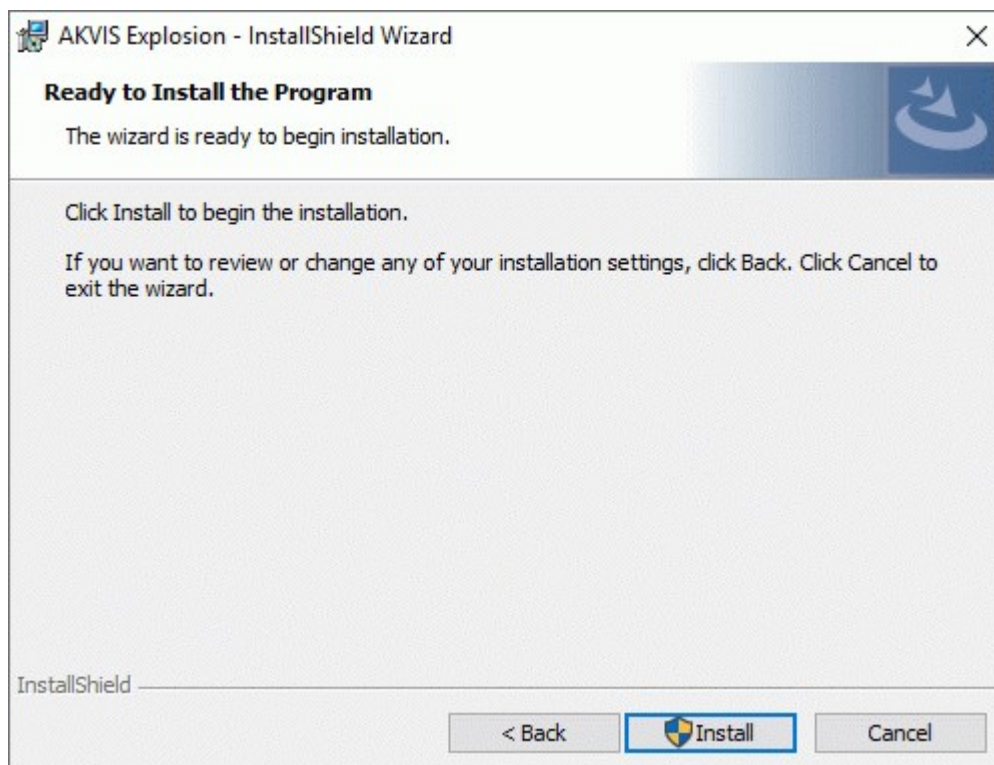 AKVIS Explosion - InstallShield Wizard
Ready to Install the Program
The wizard is ready to begin installation.
Click Install to begin the installation.
If you want to review or change any of your installation settings, click Back. Click Cancel to
exit the wizard.
InstallShield
< Back
Install
Cancel